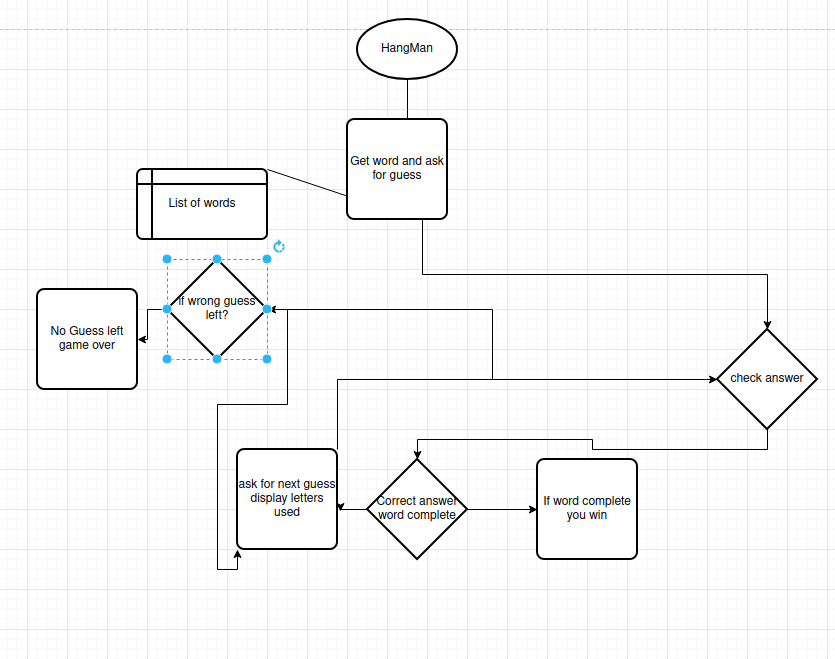 HangMan
Get word and ask
for guess
List of words
If wrong guess
left?
No Guess left
game over
check answer
ask for next guess
display letters
used
Correct answer
word complete
If word complete
you win